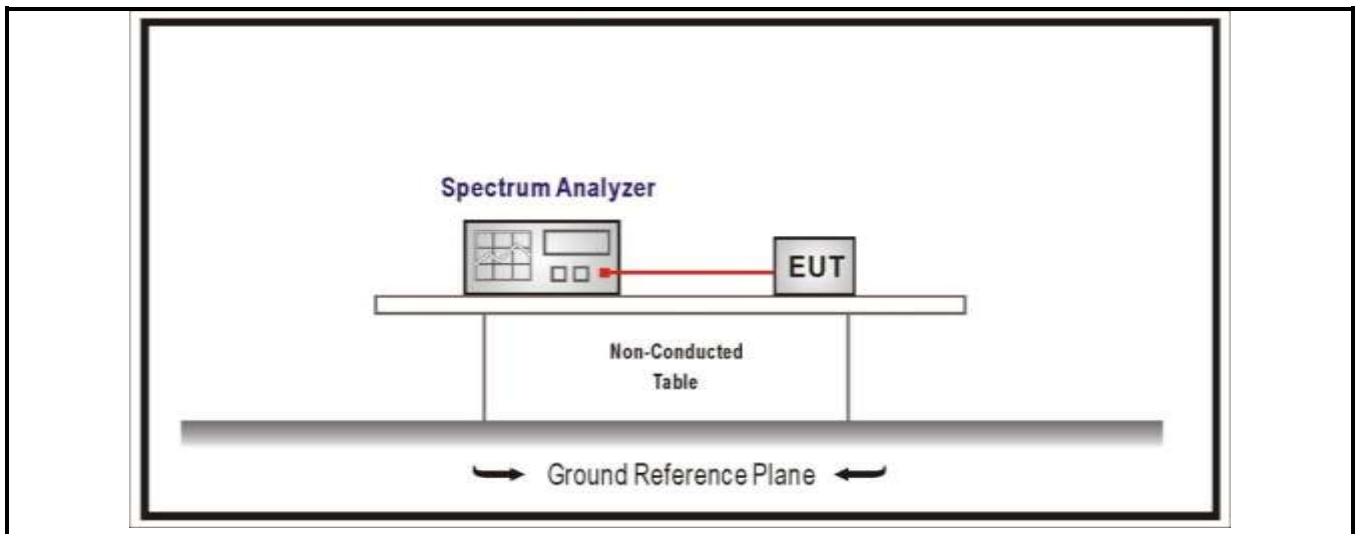 Spectrum Analyzer
EUT
Non-Conducted
Table
Ground Reference Plane